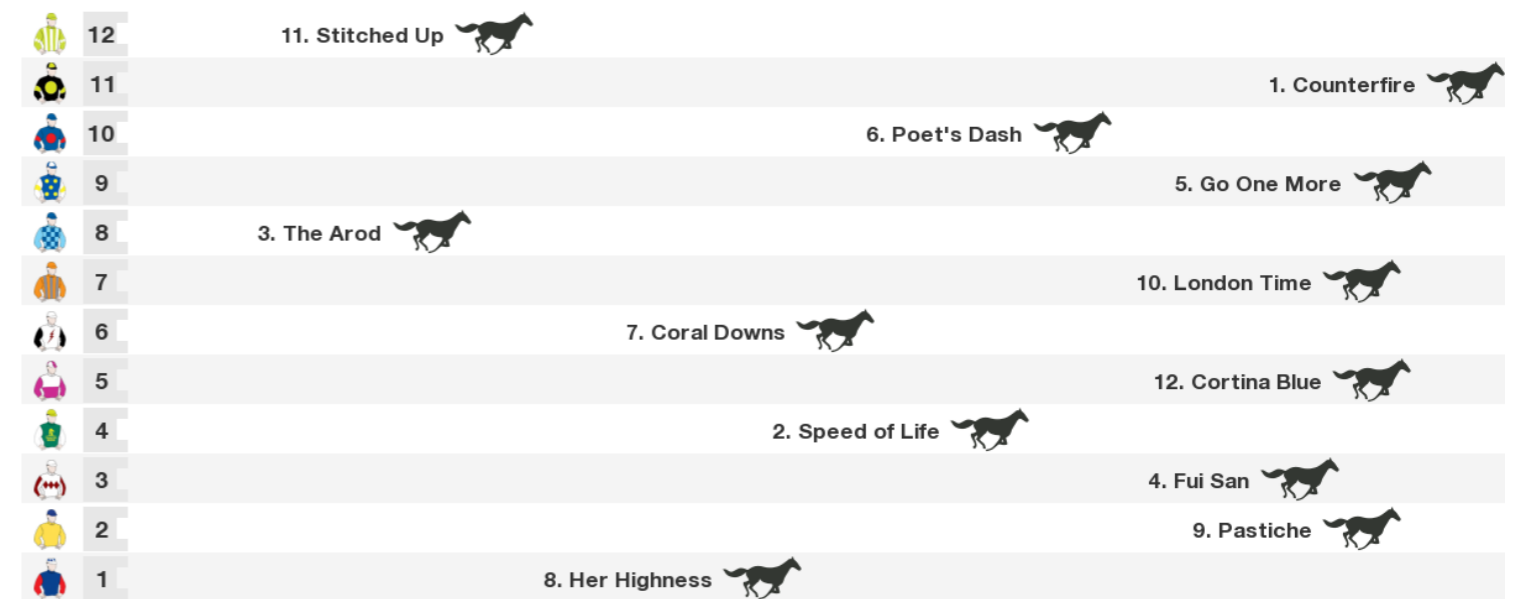 12 11. Stitched Up
11 1. Counterfire
10 6. Poet's Dash
9 5. Go One More
8 3. The Arod
7 10. London Time
6 7. Coral Downs
5 12. Cortina Blue
4 2. Speed of Life
3 4. Fui San
2 9. Pastiche
1 8. Her Highness